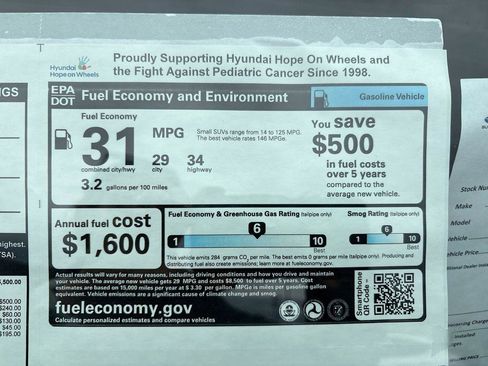 Hyundai
Hope On Wheels
Proudly Supporting Hyundai Hope On Wheels and
the Fight Against Pediatric Cancer Since 1998.
EPA
DOT
Fuel Economy and Environment
Gasoline Vehicle
Fuel Economy
31
MPG
combined city/hwy
29
city
34
highway
Small SUVs range from 14 to 125 MPG.
The best vehicle rates 146 MPGe.
3.2 gallons per 100 miles
You save
$500
in fuel costs
over 5 years
compared to the
average new vehicle.
Annual fuel cost
$1,600
Fuel Economy & Greenhouse Gas Rating (tailpipe only)
1
6
10
Best
Smog Rating (tailpipe only)
1
6
10
Best
This vehicle emits 284 grams CO2 per mile. The best emits 0 grams per mile (tailpipe only). Producing and
distributing fuel also create emissions; learn more at fueleconomy.gov.
Actual results will vary for many reasons, including driving conditions and how you drive and maintain
your vehicle. The average new vehicle gets 29 MPG and costs $8,500 to fuel over 5 years. Cost
estimates are based on 15,000 miles per year at $ 3.30 per gallon. MPGe is miles per gasoline gallon
equivalent. Vehicle emissions are a significant cause of climate change and smog.
fueleconomy.gov
Calculate personalized estimates and compare vehicles
Smartphone
QR Code
NGS
highest.
TSA).
$500.00
$240.00
$60.00
$130.00
$45.00
$195.00
Stock Num
Make
Model
Vehicle
Installed